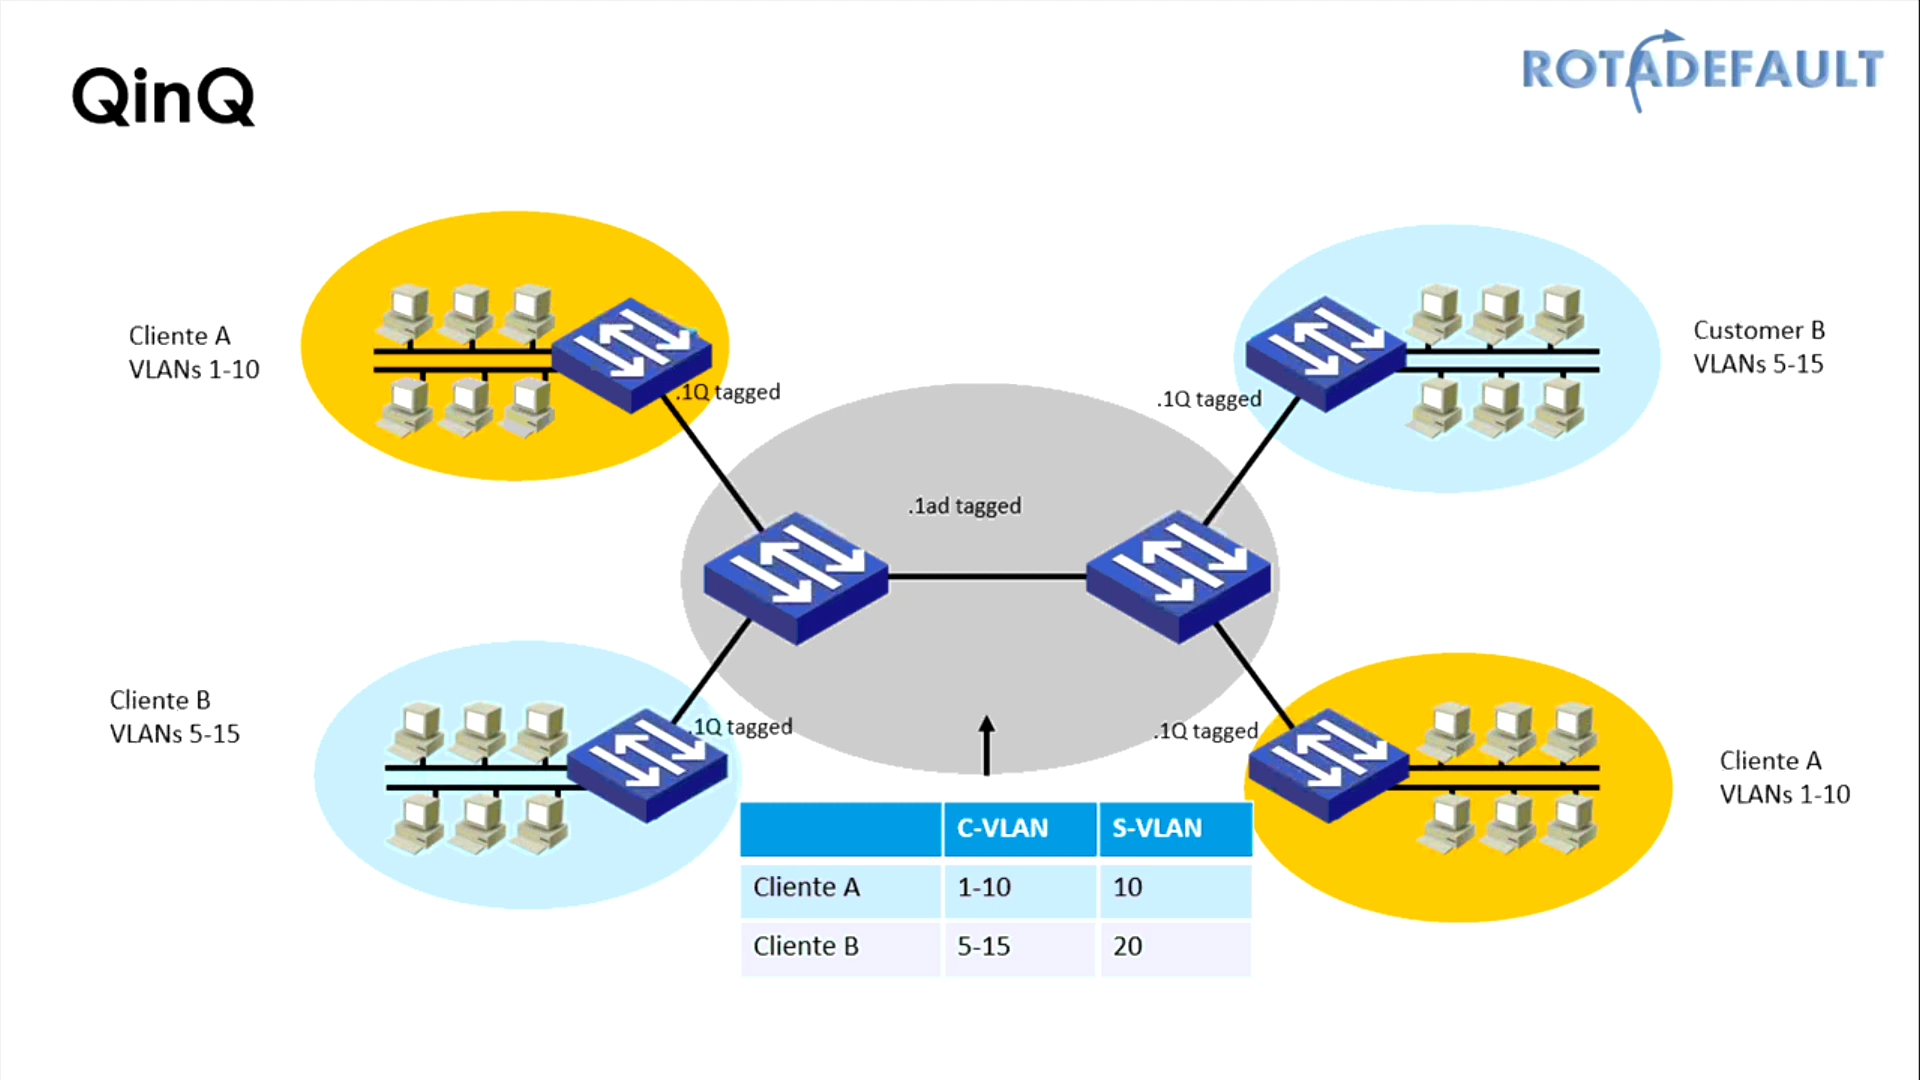 QinQ
ROTADEFAULT
Cliente A
VLANs 1-10
.1Q tagged
.1Q tagged
Customer B
VLANs 5-15
.1ad tagged
Cliente B
VLANs 5-15
.1Q tagged
.1Q tagged
Cliente A
VLANs 1-10
C-VLAN S-VLAN
Cliente A 1-10 10
Cliente B 5-15 20